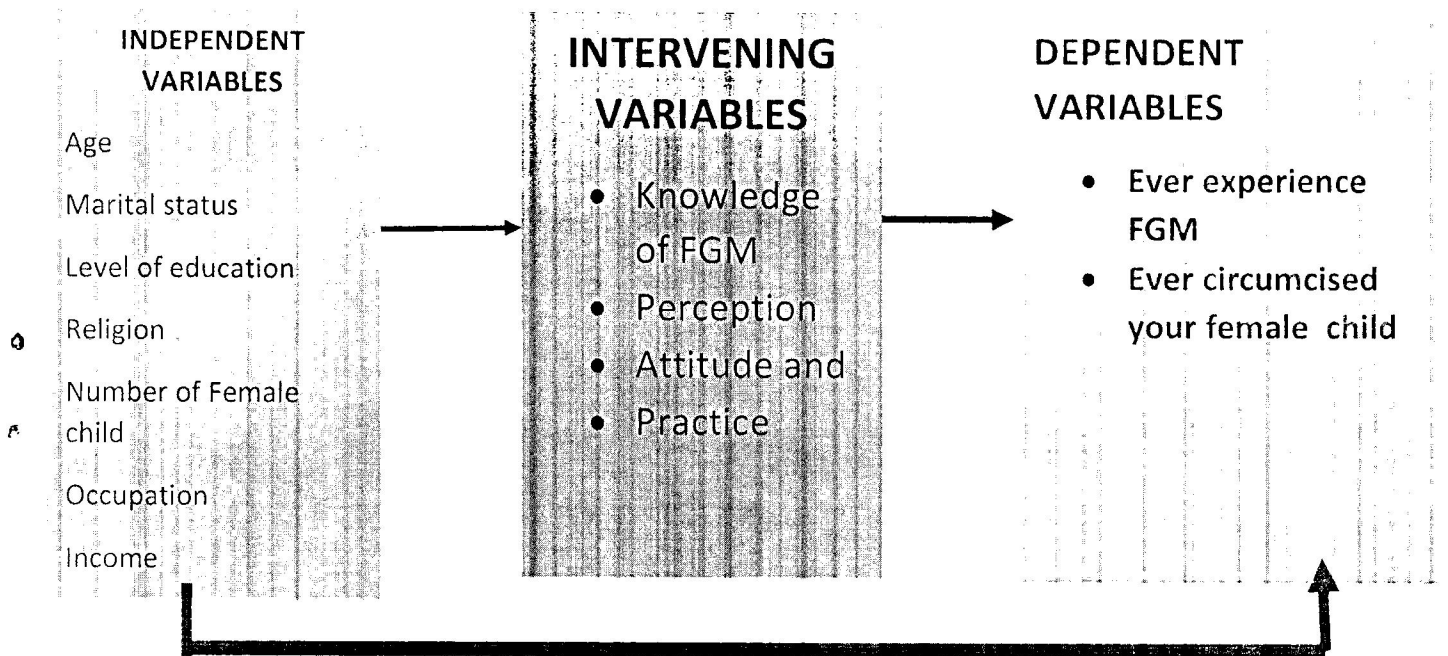 INDEPENDENT
VARIABLES
Age
Marital status
Level of education
Religion
Number of Female
child
Occupation
Income
INTERVENING
VARIABLES
• Knowledge
of FGM
• Perception
• Attitude and
• Practice
DEPENDENT
VARIABLES
• Ever experience
FGM
• Ever circumcised
your female child